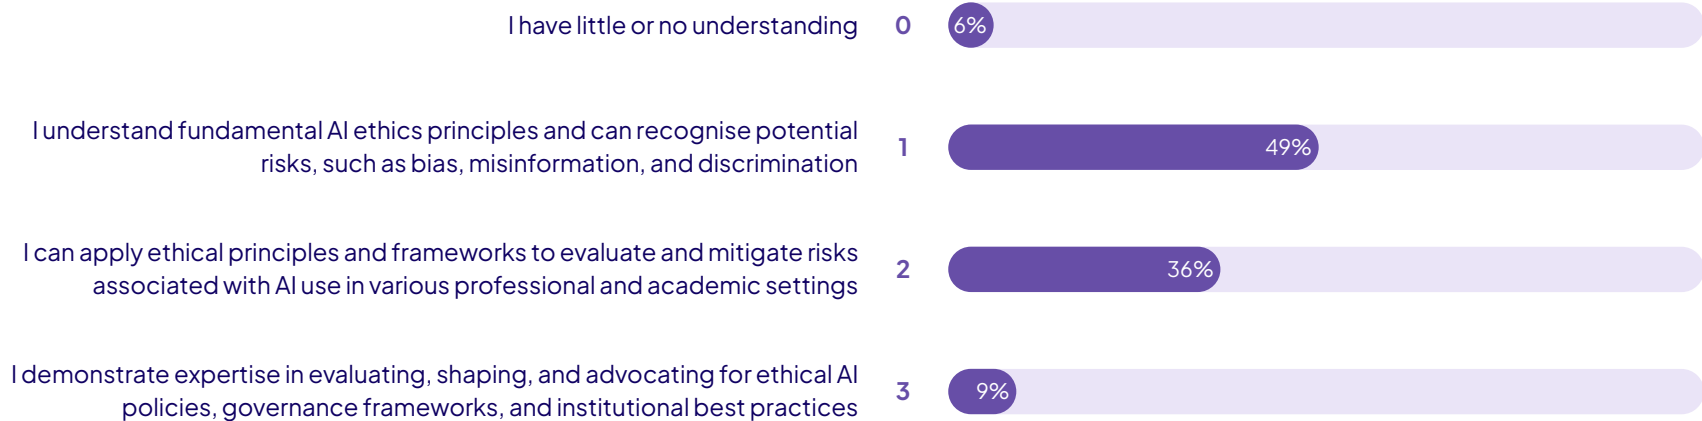 I have little or no understanding 0 6%
I understand fundamental AI ethics principles and can recognise potential
risks, such as bias, misinformation, and discrimination
1 49%
I can apply ethical principles and frameworks to evaluate and mitigate risks
associated with AI use in various professional and academic settings
2 36%
I demonstrate expertise in evaluating, shaping, and advocating for ethical AI
policies, governance frameworks, and institutional best practices
3 9%